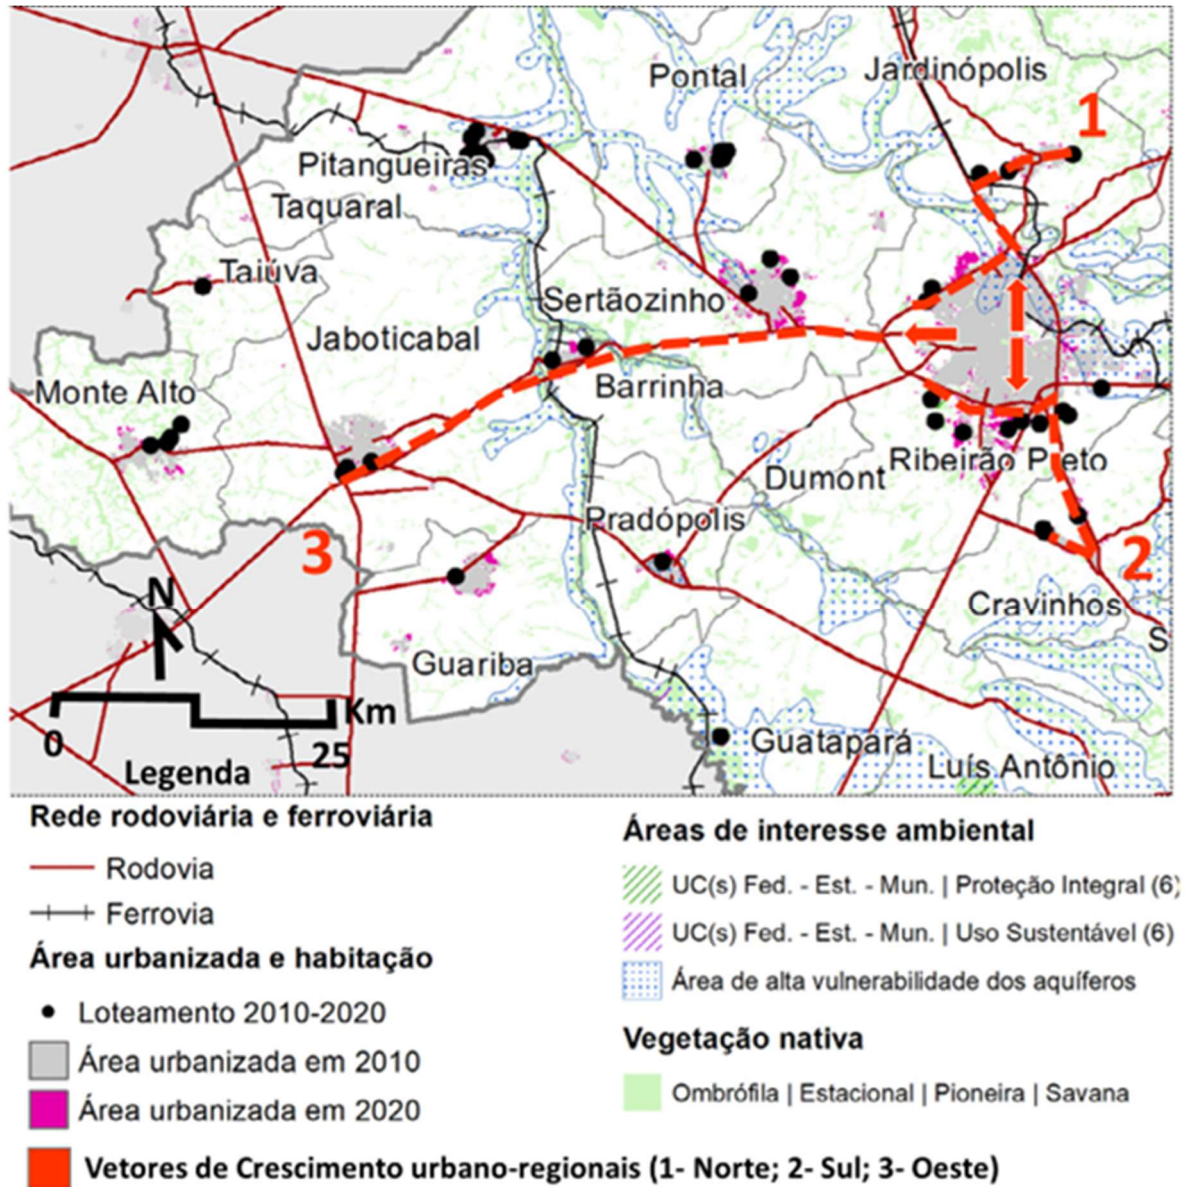 Pontal
Jardinópolis
1
Pitangueiras
Taquaral
Taiúva
Sertãozinho
Jaboticabal
Monte Alto
Barrinha
Ribeirão Preto
Dumont
Pradópolis
3
2
N
Cravinhos
S
Guariba
Km
0
25
Guatapará
Luís Antônio
Legenda
Rede rodoviária e ferroviária
Rodovia
Ferrovia
Área urbanizada e habitação
Loteamento 2010-2020
Área urbanizada em 2010
Área urbanizada em 2020
Áreas de interesse ambiental
UC(s) Fed. - Est. - Mun. | Proteção Integral (6)
UC(s) Fed. - Est. - Mun. | Uso Sustentável (6)
Área de alta vulnerabilidade dos aquíferos
Vegetação nativa
Ombrófila | Estacional | Pioneira | Savana
Vetores de Crescimento urbano-regionais (1- Norte; 2- Sul; 3- Oeste)